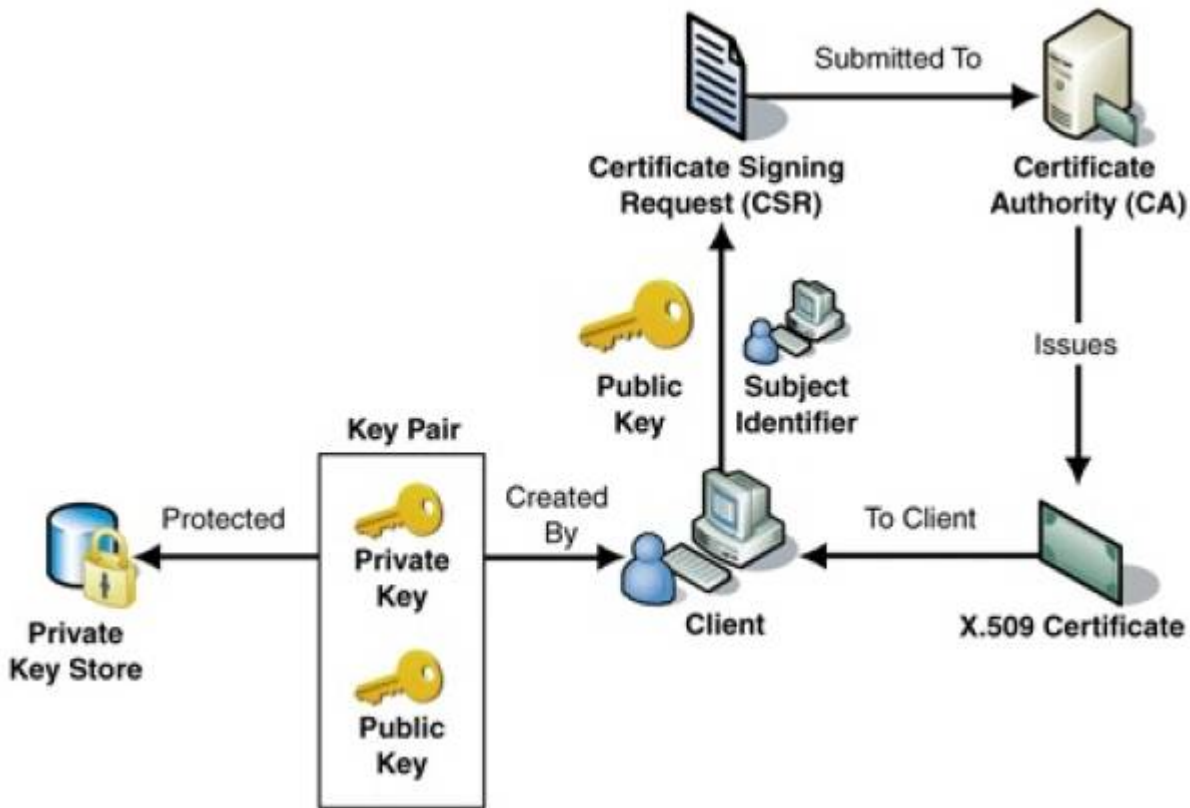 Submitted To
Certificate Signing
Request (CSR)
Certificate
Authority (CA)
Public
Key
Subject
Identifier
Issues
Key Pair
Protected
Private
Key
Created
By
To Client
Private
Key Store
Client
X.509 Certificate
Public
Key